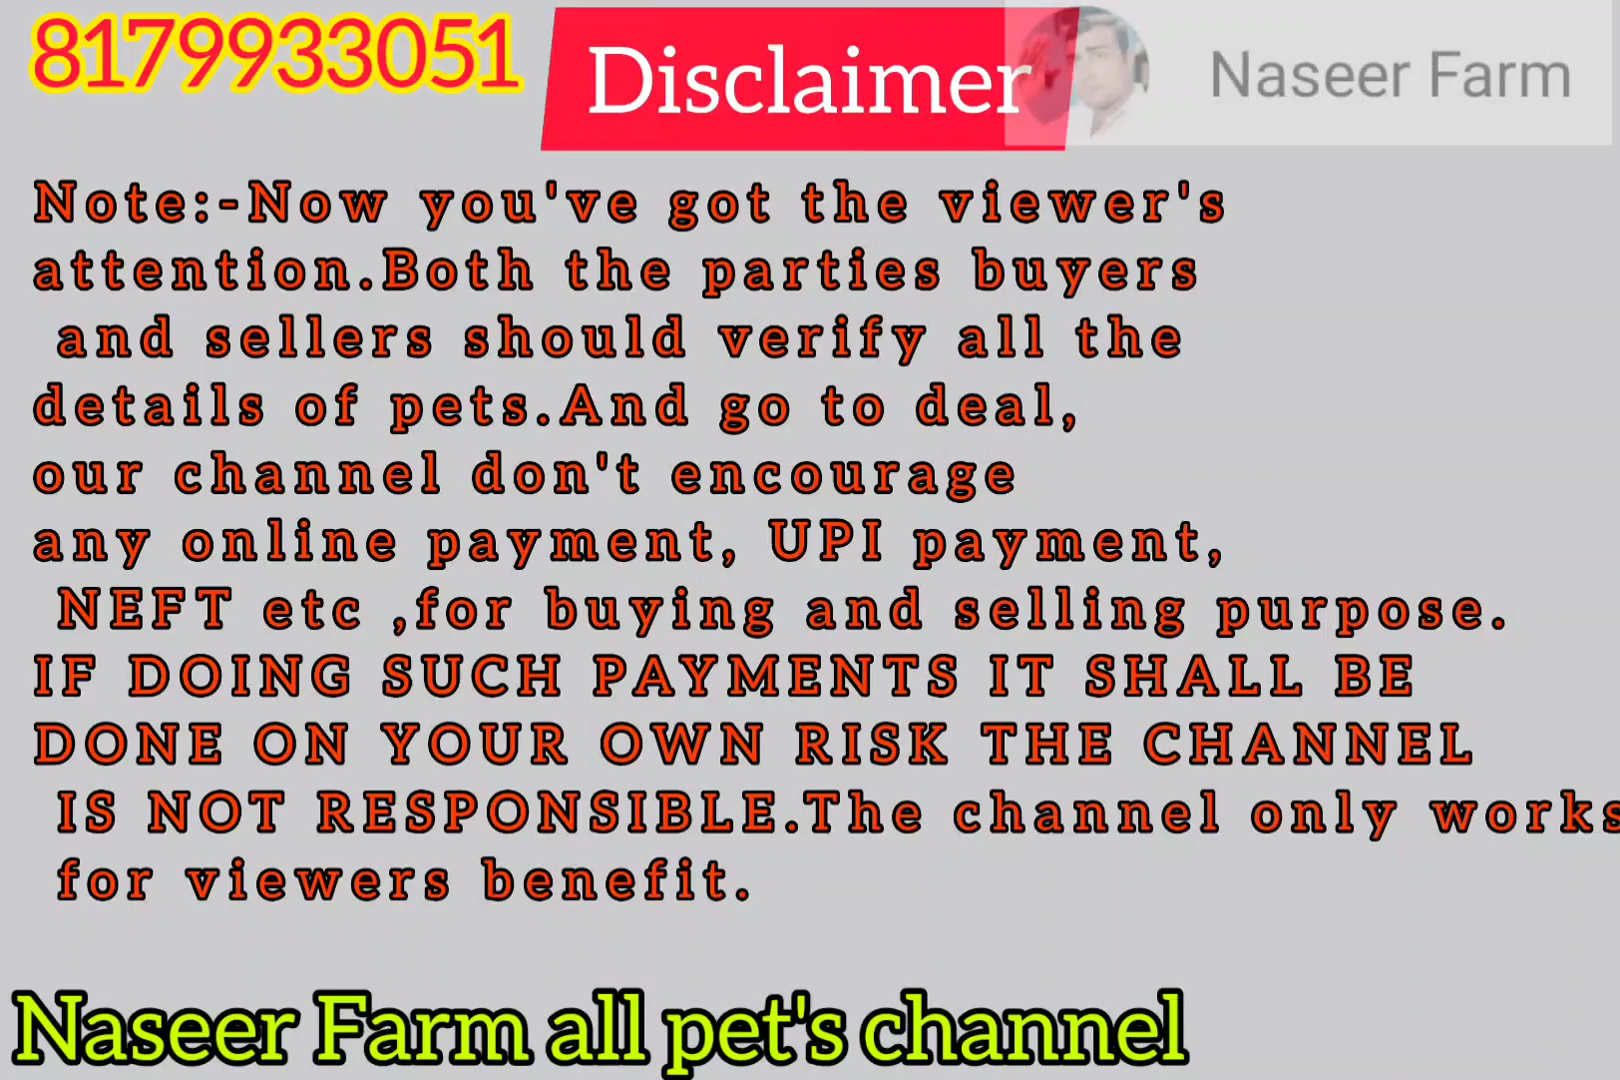 8179933051
Disclaimer
Naseer Farm
Note:-Now you've got the viewer's
attention.Both the parties buyers
and sellers should verify all the
details of pets.And go to deal,
our channel don't encourage
any online payment, UPI payment,
NEFT etc ,for buying and selling purpose.
IF DOING SUCH PAYMENTS IT SHALL BE
DONE ON YOUR OWN RISK THE CHANNEL
IS NOT RESPONSIBLE.The channel only works
for viewers benefit.
Naseer Farm all pet's channel